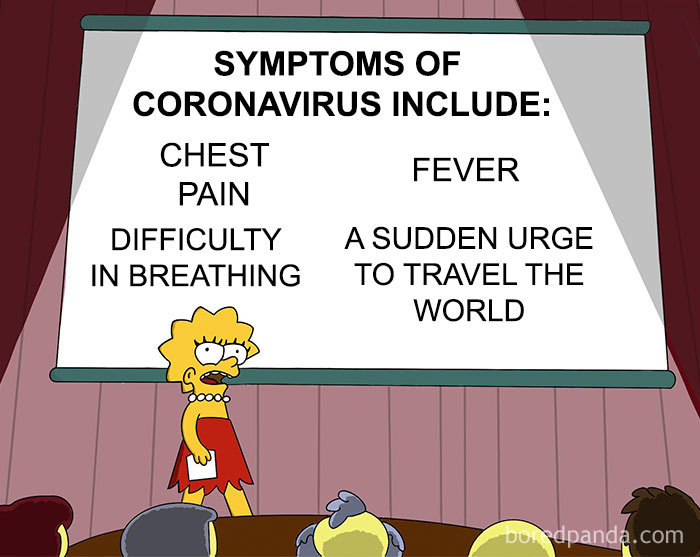 SYMPTOMS OF
CORONAVIRUS INCLUDE:
CHEST
PAIN
FEVER
DIFFICULTY
IN BREATHING
A SUDDEN URGE
TO TRAVEL THE
WORLD
boredpanda.com